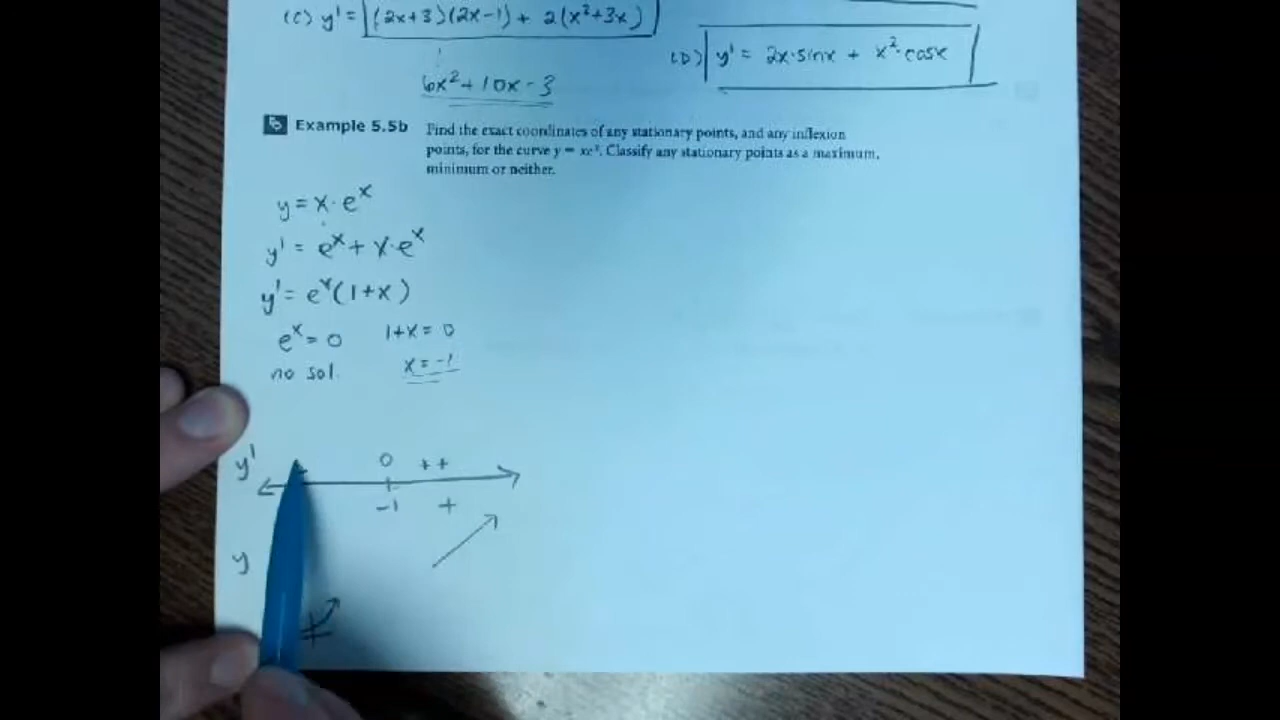 (C) y' = (2x+3)(2x-1) + 2(x²+3x)
6x² + 10x - 3
(D) y' = 2x·sinx + x²·cosx
Example 5.5b Find the exact coordinates of any stationary points, and any inflexion
points, for the curve y = xeˣ. Classify any stationary points as a maximum,
minimum or neither.
y = x·eˣ
y' = eˣ + x·eˣ
y' = eˣ(1+x)
eˣ = 0 1+x = 0
no sol. x = -1
y' 0 ++
-1 +
y